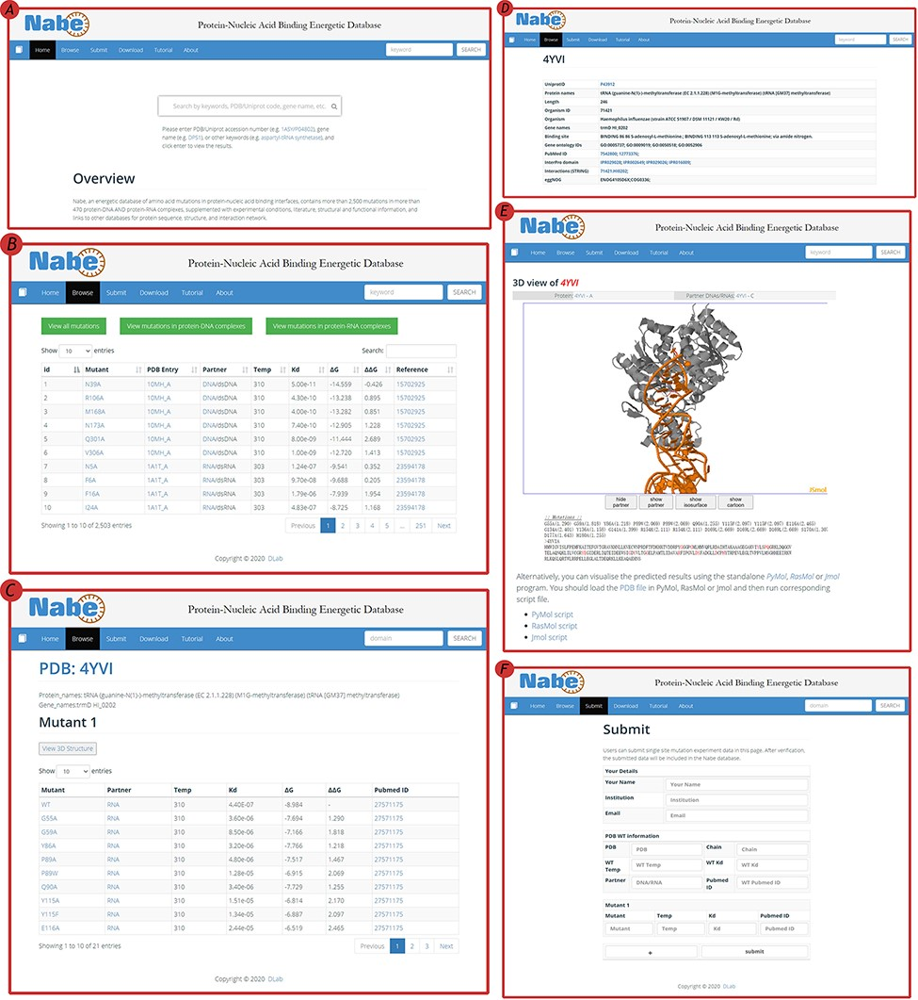 A
Nabe
Protein-Nucleic Acid Binding Energetic Database
Home Browse Submit Download Tutorial About keyword SEARCH
Search by keywords, PDB/Uniprot code, gene name, etc.
Please enter PDB/Uniprot accession number (e.g. 1ASY,P04802), gene
name (e.g. DPS1), or other keywords (e.g. aspartyl-tRNA synthetase), and
click enter to view the results.
Overview
Nabe, an energetic database of amino acid mutations in protein-nucleic acid binding interfaces, contains more than 2,500 mutations in more than
470 protein-DNA AND protein-RNA complexes, supplemented with experimental conditions, literature, structural and functional information, and
links to other databases for protein sequence, structure, and interaction network.
B
Nabe
Protein-Nucleic Acid Binding Energetic Database
Home Browse Submit Download Tutorial About keyword SEARCH
View all mutations View mutations in protein-DNA complexes View mutations in protein-RNA complexes
Show 10 entries Search:
id Mutant PDB Entry Partner Temp Kd ΔG ΔΔG Reference
1 N39A 10MH_A DNA/dsDNA 310 5.00e-11 -14.559 -0.426 15702925
2 R106A 10MH_A DNA/dsDNA 310 4.30e-10 -13.238 0.895 15702925
3 M168A 10MH_A DNA/dsDNA 310 4.00e-10 -13.282 0.851 15702925
4 N173A 10MH_A DNA/dsDNA 310 7.40e-10 -12.905 1.228 15702925
5 Q301A 10MH_A DNA/dsDNA 310 8.00e-09 -11.444 2.689 15702925
6 V306A 10MH_A DNA/dsDNA 310 1.00e-09 -12.720 1.413 15702925
7 N5A 1A1T_A RNA/dsRNA 303 1.24e-07 -9.541 0.352 23594178
8 F6A 1A1T_A RNA/dsRNA 303 9.70e-08 -9.688 0.205 23594178
9 F16A 1A1T_A RNA/dsRNA 303 1.79e-06 -7.939 1.954 23594178
10 I24A 1A1T_A RNA/dsRNA 303 4.83e-07 -8.725 1.168 23594178
Showing 1 to 10 of 2,503 entries Previous 1 2 3 4 5 ... 251 Next
Copyright © 2020 DLab
C
Nabe
Protein-Nucleic Acid Binding Energetic Database
Home Browse Submit Download Tutorial About domain SEARCH
PDB: 4YVI
Protein_names: tRNA (guanine-N(1)-)-methyltransferase (EC 2.1.1.228) (M1G-methyltransferase) (tRNA [GM37] methyltransferase)
Gene_names:trmD HI_0202
Mutant 1
View 3D Structure
Show 10 entries
Mutant Partner Temp Kd ΔG ΔΔG Pubmed ID
WT RNA 310 4.40E-07 -8.984 - 27571175
G55A RNA 310 3.60e-06 -7.694 1.290 27571175
G59A RNA 310 8.50e-06 -7.166 1.818 27571175
Y86A RNA 310 3.20e-06 -7.766 1.218 27571175
P89A RNA 310 4.80e-06 -7.517 1.467 27571175
P89W RNA 310 1.28e-05 -6.915 2.069 27571175
Q90A RNA 310 3.40e-06 -7.729 1.255 27571175
Y115A RNA 310 1.51e-05 -6.814 2.170 27571175
Y115F RNA 310 1.34e-05 -6.887 2.097 27571175
E116A RNA 310 2.44e-05 -6.519 2.465 27571175
Showing 1 to 10 of 21 entries Previous 1 2 3 Next
Copyright © 2020 DLab
D
Nabe
Protein-Nucleic Acid Binding Energetic Database
Home Browse Submit Download Tutorial About keyword SEARCH
4YVI
UniprotID P43912
Protein names tRNA (guanine-N(1)-)-methyltransferase (EC 2.1.1.228) (M1G-methyltransferase) (tRNA [GM37] methyltransferase)
Length 246
Organism ID 71421
Organism Haemophilus influenzae (strain ATCC 51907 / DSM 11121 / KW20 / Rd)
Gene names trmD HI_0202
Binding site BINDING 86 86 S-adenosyl-L-methionine.; BINDING 113 113 S-adenosyl-L-methionine; via amide nitrogen.
Gene ontology IDs GO:0005737; GO:0009019; GO:0050518; GO:0052906
PubMed ID 7542800; 12773376;
InterPro domain IPR029028; IPR002649; IPR029026; IPR016009;
Interactions (STRING) 71421.HI0202;
eggNOG ENOG4105D6X;COG0336;
E
Nabe
Protein-Nucleic Acid Binding Energetic Database
Home Browse Submit Download Tutorial About keyword SEARCH
3D view of 4YVI
Protein: 4YVI - A Partner DNAs/RNAs: 4YVI - C
JSmol
hide partner show partner show isosurface show cartoon
// Mutations //
>4YVIA
Alternatively, you can visualise the predicted results using the standalone PyMol, RasMol or Jmol
program. You should load the PDB file in PyMol, RasMol or Jmol and then run corresponding
script file.
PyMol script
RasMol script
Jmol script
F
Nabe
Protein-Nucleic Acid Binding Energetic Database
Home Browse Submit Download Tutorial About domain SEARCH
Submit
Users can submit single site mutation experiment data in this page. After verification,
the submitted data will be included in the Nabe database.
Your Details
Your Name Your Name
Institution Institution
Email Email
PDB WT information
PDB PDB Chain Chain
WT Temp WT Temp WT Kd WT Kd
Partner DNA/RNA Pubmed ID WT Pubmed ID
Mutant 1
Mutant Temp Kd Pubmed ID
Mutant Temp Kd Pubmed ID
+ submit
Copyright © 2020 DLab